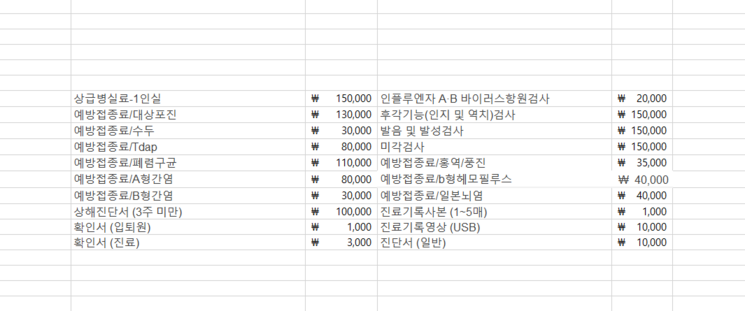 상급병실료-1인실 ₩ 150,000 인플루엔자 A·B 바이러스항원검사 ₩ 20,000
예방접종료/대상포진 ₩ 130,000 후각기능(인지 및 역치)검사 ₩ 150,000
예방접종료/수두 ₩ 30,000 발음 및 발성검사 ₩ 150,000
예방접종료/Tdap ₩ 80,000 미각검사 ₩ 150,000
예방접종료/폐렴구균 ₩ 110,000 예방접종료/홍역/풍진 ₩ 35,000
예방접종료/A형간염 ₩ 80,000 예방접종료/b형헤모필루스 ₩ 40,000
예방접종료/B형간염 ₩ 30,000 예방접종료/일본뇌염 ₩ 40,000
상해진단서 (3주 미만) ₩ 100,000 진료기록사본 (1~5매) ₩ 1,000
확인서 (입퇴원) ₩ 1,000 진료기록영상 (USB) ₩ 10,000
확인서 (진료) ₩ 3,000 진단서 (일반) ₩ 10,000